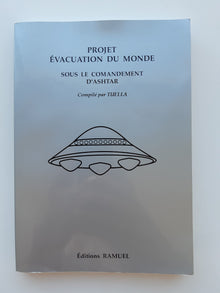 PROJET
ÉVACUATION DU MONDE
SOUS LE COMANDEMENT
D'ASHTAR
Compilé par TUELLA
Éditions RAMUEL